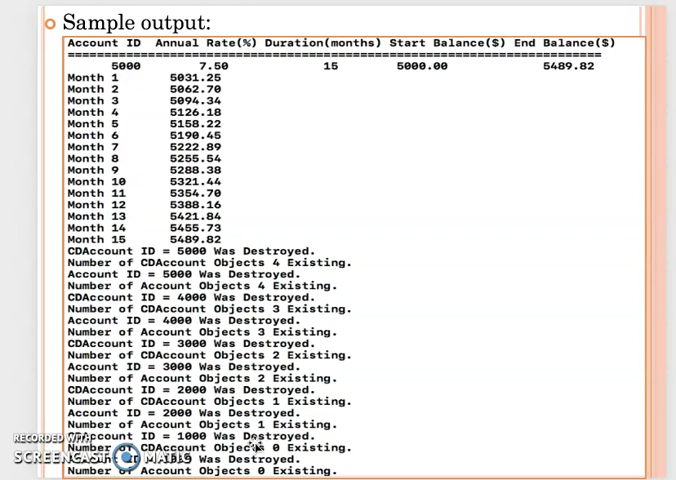 Sample output:
Account ID Annual Rate(%) Duration(months) Start Balance($) End Balance($)
==========================================================================
5000 7.50 15 5000.00 5489.82
Month 1 5031.25
Month 2 5062.70
Month 3 5094.34
Month 4 5126.18
Month 5 5158.22
Month 6 5190.45
Month 7 5222.89
Month 8 5255.54
Month 9 5288.38
Month 10 5321.44
Month 11 5354.70
Month 12 5388.16
Month 13 5421.84
Month 14 5455.73
Month 15 5489.82
CDAccount ID = 5000 Was Destroyed.
Number of CDAccount Objects 4 Existing.
Account ID = 5000 Was Destroyed.
Number of Account Objects 4 Existing.
CDAccount ID = 4000 Was Destroyed.
Number of CDAccount Objects 3 Existing.
Account ID = 4000 Was Destroyed.
Number of Account Objects 3 Existing.
CDAccount ID = 3000 Was Destroyed.
Number of CDAccount Objects 2 Existing.
Account ID = 3000 Was Destroyed.
Number of Account Objects 2 Existing.
CDAccount ID = 2000 Was Destroyed.
Number of CDAccount Objects 1 Existing.
Account ID = 2000 Was Destroyed.
Number of Account Objects 1 Existing.
RECORDED WITH
ID = 1000 Was Destroyed.
Number of CDAccount Objects 0 Existing.
SCREENCAST MATIC
Was Destroyed.
Number of Account Objects 0 Existing.